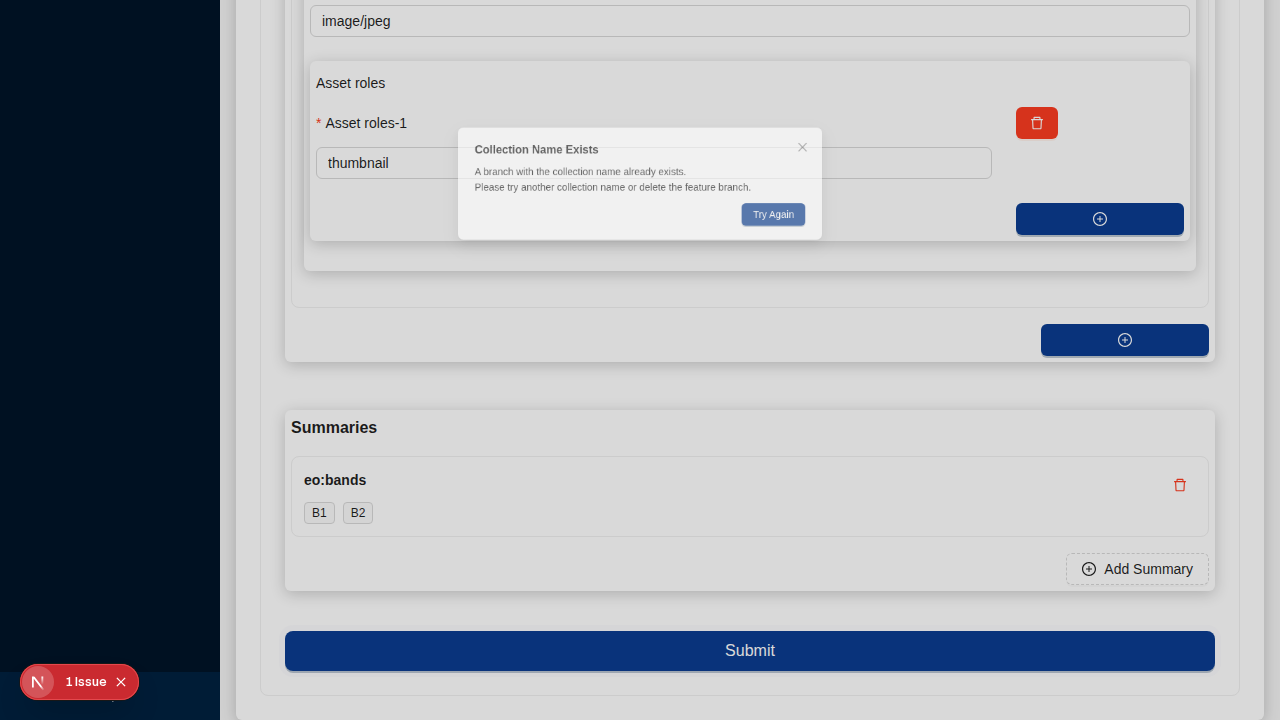 image/jpeg
Asset roles
* Asset roles-1
thumbnail
Collection Name Exists
A branch with the collection name already exists.
Please try another collection name or delete the feature branch.
Try Again
Summaries
eo:bands
B1 B2
Add Summary
Submit
N 1 Issue